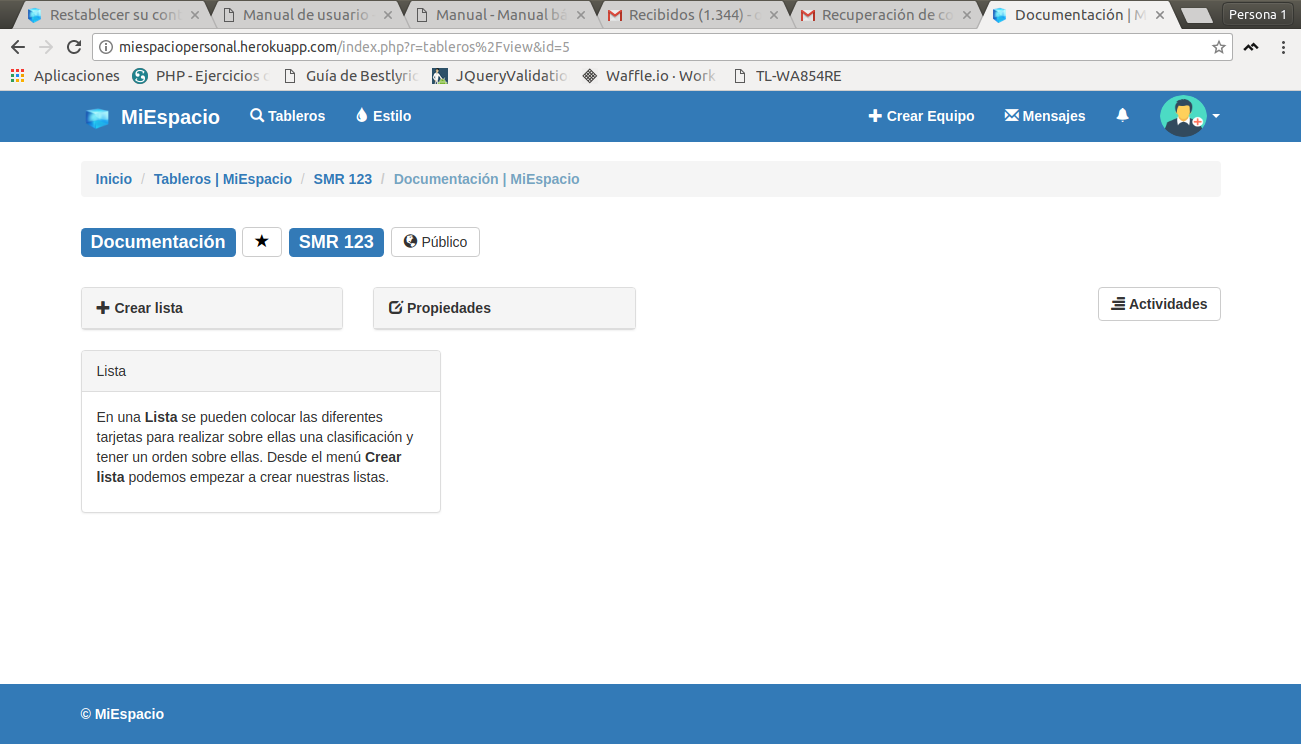 Restablecer su con
Manual de usuario
Manual - Manual bá
Recibidos (1.344) -
Recuperación de co
Documentación | M
Persona 1
miespaciopersonal.herokuapp.com/index.php?r=tableros%2Fview&id=5
Aplicaciones
PHP - Ejercicios
Guía de Bestlyric
JQueryValidatio
Waffle.io · Work
TL-WA854RE
MiEspacio
Tableros
Estilo
Crear Equipo
Mensajes
Inicio / Tableros | MiEspacio / SMR 123 / Documentación | MiEspacio
Documentación
SMR 123
Público
Crear lista
Propiedades
Actividades
Lista
En una Lista se pueden colocar las diferentes
tarjetas para realizar sobre ellas una clasificación y
tener un orden sobre ellas. Desde el menú Crear
lista podemos empezar a crear nuestras listas.
© MiEspacio